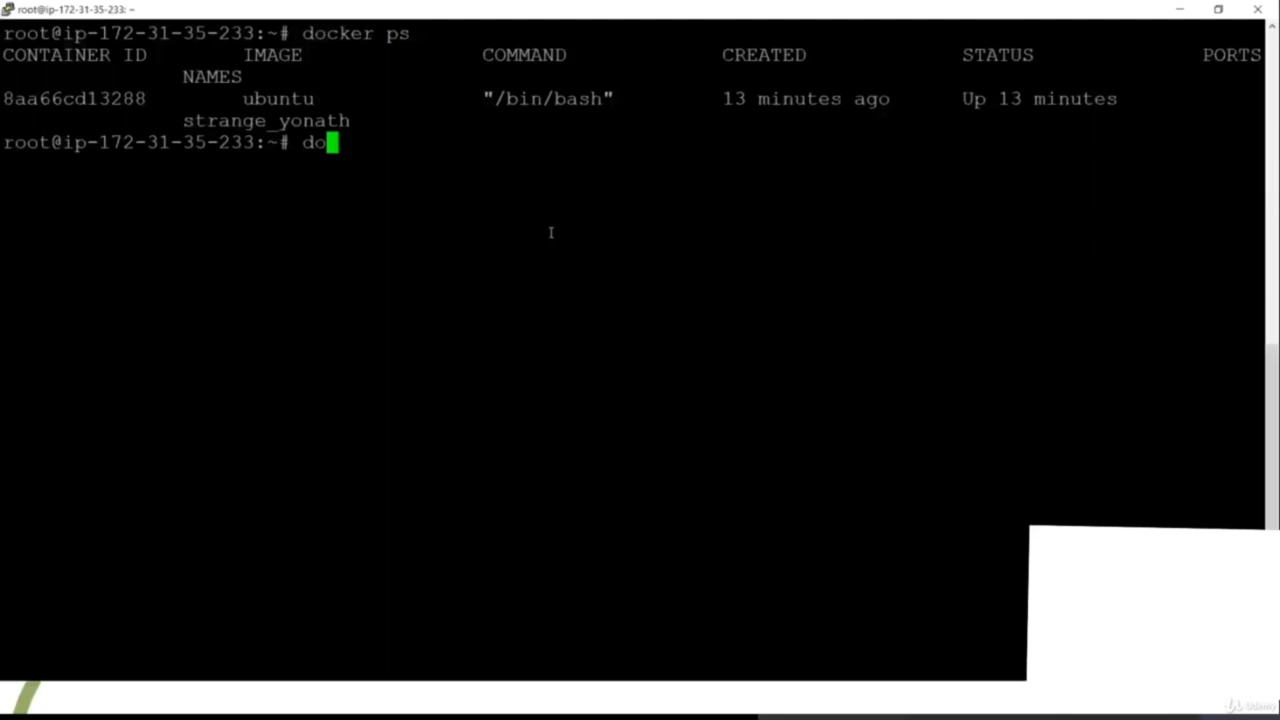 root@ip-172-31-35-233: ~
root@ip-172-31-35-233:~# docker ps
CONTAINER ID IMAGE COMMAND CREATED STATUS PORTS
NAMES
8aa66cd13288 ubuntu "/bin/bash" 13 minutes ago Up 13 minutes
strange_yonath
root@ip-172-31-35-233:~# do
Udemy